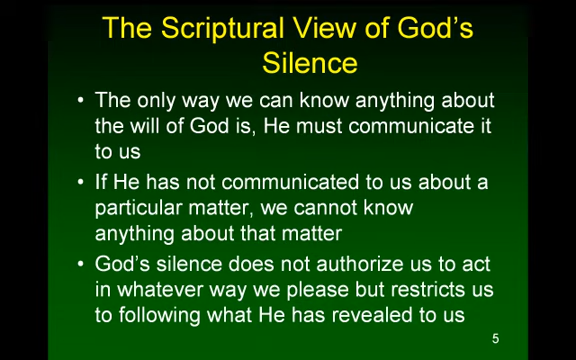 The Scriptural View of God's
Silence
• The only way we can know anything about
the will of God is, He must communicate it
to us
• If He has not communicated to us about a
particular matter, we cannot know
anything about that matter
• God's silence does not authorize us to act
in whatever way we please but restricts us
to following what He has revealed to us
5